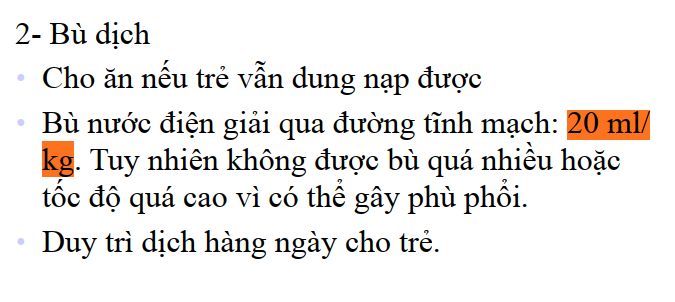 2- Bù dịch
• Cho ăn nếu trẻ vẫn dung nạp được
• Bù nước điện giải qua đường tĩnh mạch: 20 ml/
kg. Tuy nhiên không được bù quá nhiều hoặc
tốc độ quá cao vì có thể gây phù phổi.
• Duy trì dịch hàng ngày cho trẻ.